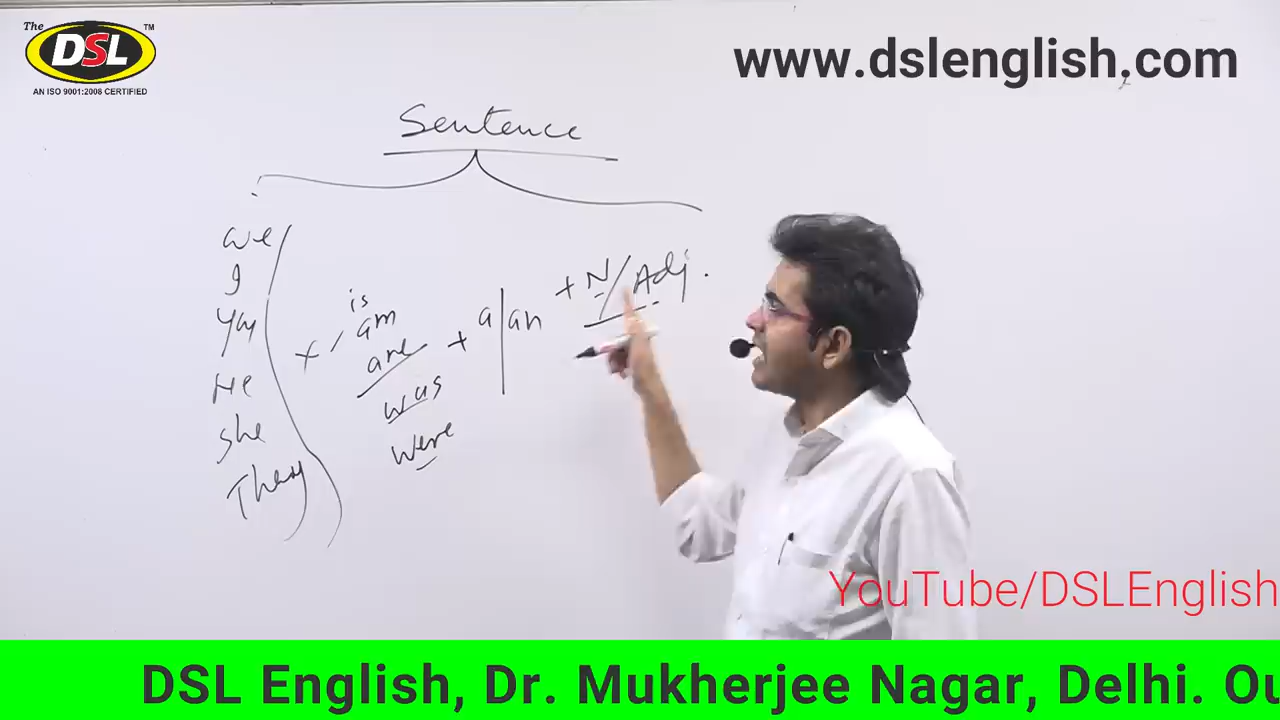 The
DSL
TM
AN ISO 9001:2008 CERTIFIED
www.dslenglish.com
Sentence
we
I
You
He
She
They
+
is
am
are
was
were
+ a/an
+ N/Adj.
YouTube/DSLEnglish
DSL English, Dr. Mukherjee Nagar, Delhi. Ou